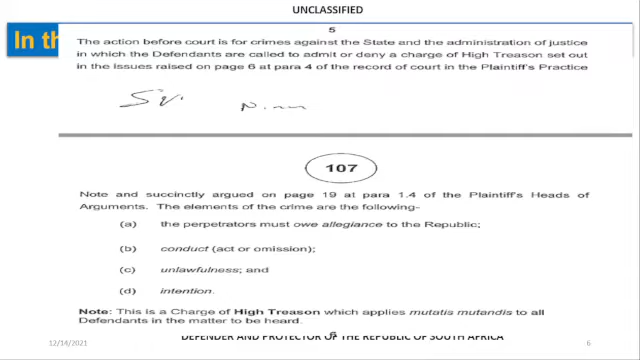 UNCLASSIFIED
In th
5
The action before court is for crimes against the State and the administration of justice
in which the Defendants are called to admit or deny a charge of High Treason set out
in the issues raised on page 6 at para 4 of the record of court in the Plaintiff's Practice
107
Note and succinctly argued on page 19 at para 1.4 of the Plaintiff's Heads of
Arguments. The elements of the crime are the following-
(a) the perpetrators must owe allegiance to the Republic;
(b) conduct (act or omission);
(c) unlawfulness; and
(d) intention.
Note: This is a Charge of High Treason which applies mutatis mutandis to all
Defendants in the matter to be heard.
12/14/2021
DEFENDER AND PROTECTOR OF THE REPUBLIC OF SOUTH AFRICA
6